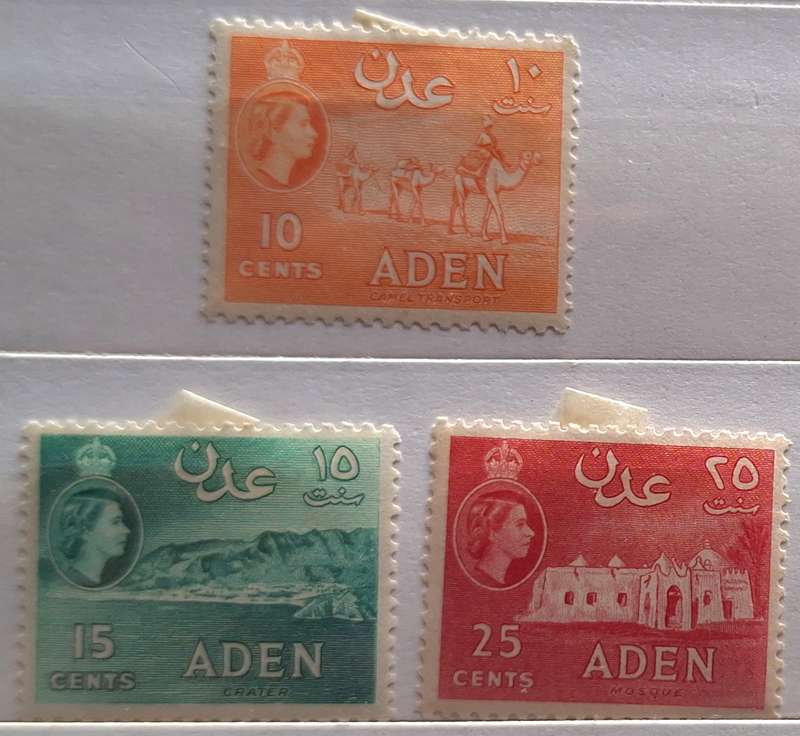 عدن ١٠
سنت
10
CENTS
ADEN
CAMEL TRANSPORT
عدن ١٥
سنت
15
CENTS
ADEN
CRATER
عدن ٢٥
سنت
25
CENTS
ADEN
MOSQUE